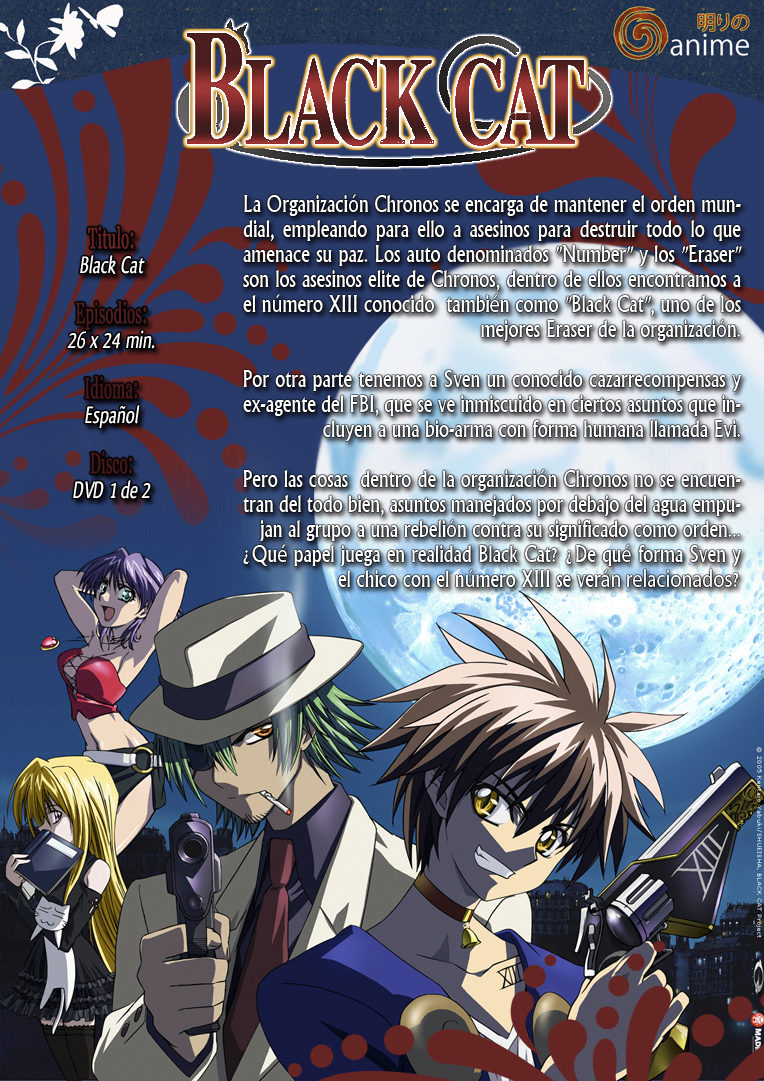 明りの
anime
BLACK CAT
La Organización Chronos se encarga de mantener el orden mun-
dial, empleando para ello a asesinos para destruir todo lo que
amenace su paz. Los auto denominados "Number" y los "Eraser"
son los asesinos elite de Chronos, dentro de ellos encontramos a
el número XIII conocido también como "Black Cat", uno de los
mejores Eraser de la organización.
Por otra parte tenemos a Sven un conocido cazarrecompensas y
ex-agente del FBI, que se ve inmiscuido en ciertos asuntos que in-
cluyen a una bio-arma con forma humana llamada Evi.
Pero las cosas dentro de la organización Chronos no se encuen-
tran del todo bien, asuntos manejados por debajo del agua empu-
jan al grupo a una rebelión contra su significado como orden...
¿Qué papel juega en realidad Black Cat? ¿De qué forma Sven y
el chico con el número XIII se verán relacionados?
Titulo:
Black Cat
Episodios:
26 x 24 min.
Idioma:
Español
Disco:
DVD 1 de 2
XIII
XIII
MAD